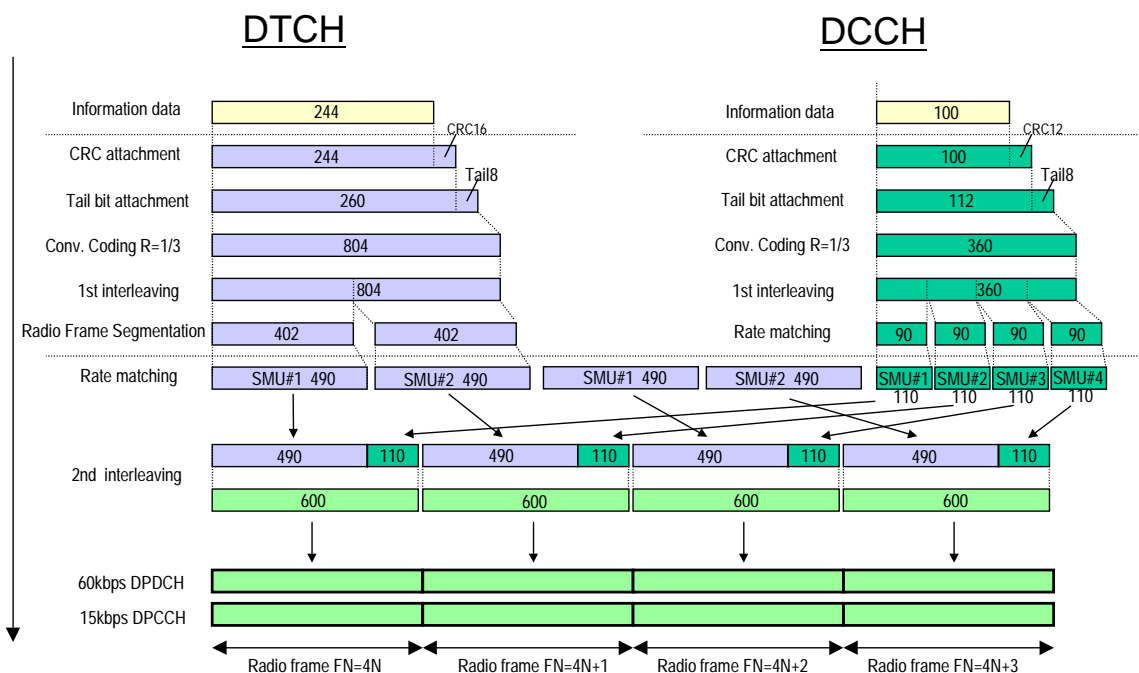 DTCH DCCH
Information data 244 Information data 100
CRC16 CRC12
CRC attachment 244 CRC attachment 100
Tail8 Tail8
Tail bit attachment 260 Tail bit attachment 112
Conv. Coding R=1/3 804 Conv. Coding R=1/3 360
1st interleaving 804 1st interleaving 360
Radio Frame Segmentation 402 402 Rate matching 90 90 90 90
Rate matching SMU#1 490 SMU#2 490 SMU#1 490 SMU#2 490 SMU#1 SMU#2 SMU#3 SMU#4
110 110 110 110
490 110 490 110 490 110 490 110
2nd interleaving
600 600 600 600
60kbps DPDCH
15kbps DPCCH
Radio frame FN=4N Radio frame FN=4N+1 Radio frame FN=4N+2 Radio frame FN=4N+3